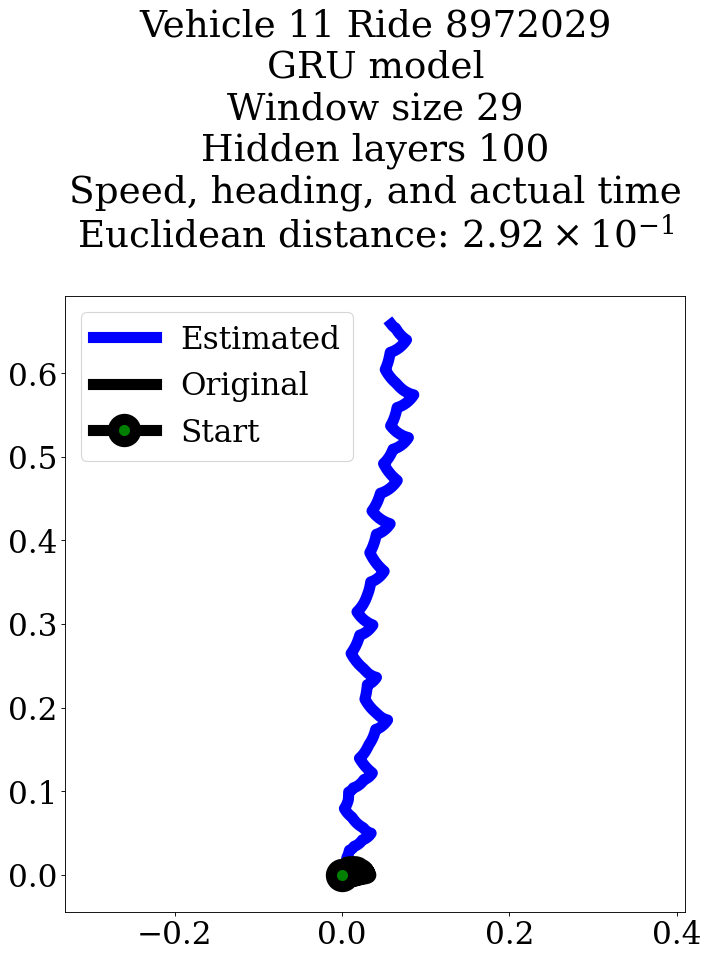 Vehicle 11 Ride 8972029
GRU model
Window size 29
Hidden layers 100
Speed, heading, and actual time
Euclidean distance: 2.92 × 10⁻¹
Estimated
Original
Start
0.6
0.5
0.4
0.3
0.2
0.1
0.0
−0.2 0.0 0.2 0.4